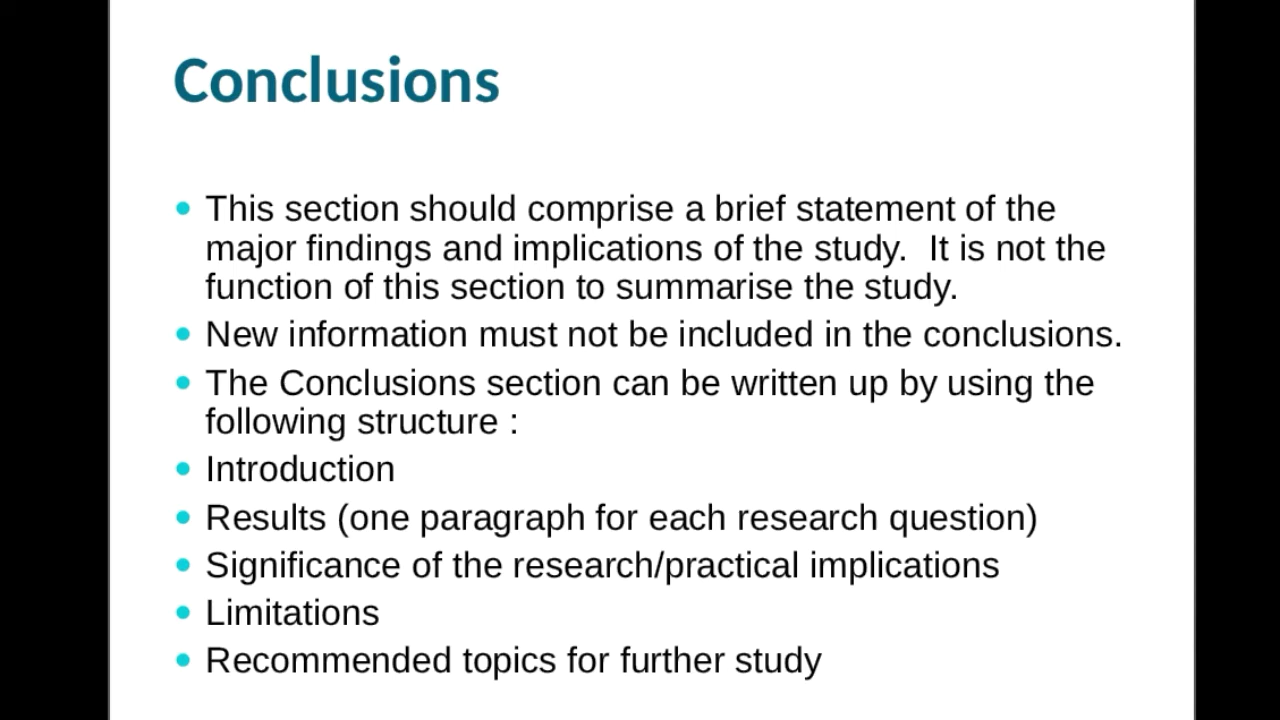 Conclusions
• This section should comprise a brief statement of the
major findings and implications of the study.  It is not the
function of this section to summarise the study.
• New information must not be included in the conclusions.
• The Conclusions section can be written up by using the
following structure :
• Introduction
• Results (one paragraph for each research question)
• Significance of the research/practical implications
• Limitations
• Recommended topics for further study